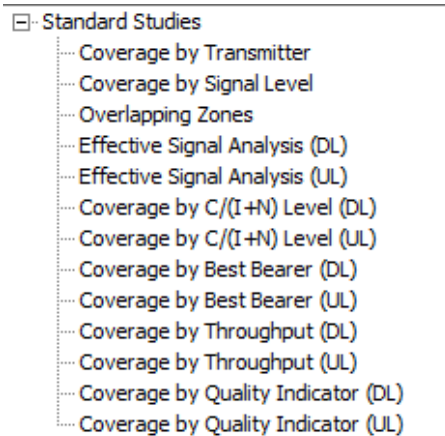 Standard Studies
Coverage by Transmitter
Coverage by Signal Level
Overlapping Zones
Effective Signal Analysis (DL)
Effective Signal Analysis (UL)
Coverage by C/(I+N) Level (DL)
Coverage by C/(I+N) Level (UL)
Coverage by Best Bearer (DL)
Coverage by Best Bearer (UL)
Coverage by Throughput (DL)
Coverage by Throughput (UL)
Coverage by Quality Indicator (DL)
Coverage by Quality Indicator (UL)